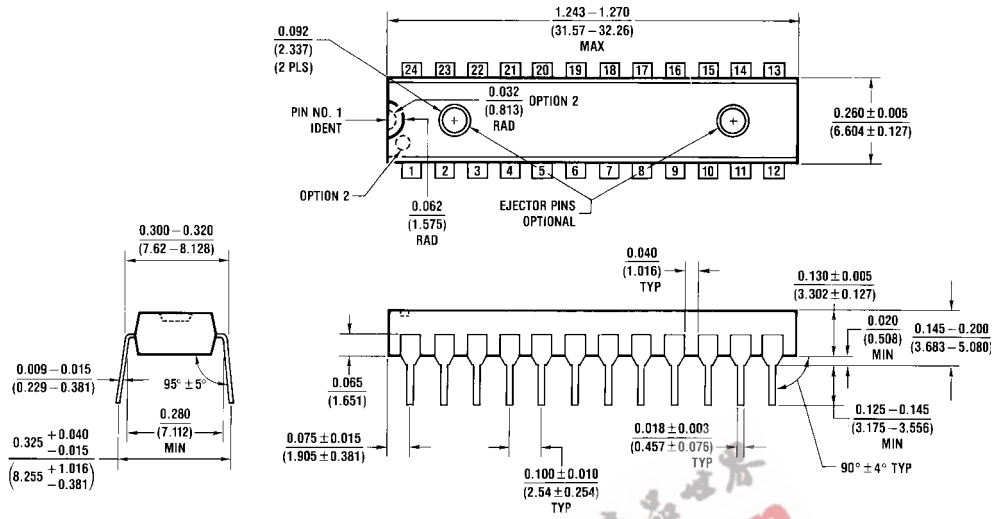 1.243–1.270
(31.57–32.26)
MAX
0.092
(2.337)
(2 PLS)
24 23 22 21 20 19 18 17 16 15 14 13
0.032
(0.813)
RAD
OPTION 2
PIN NO. 1
IDENT
0.260 ± 0.005
(6.604 ± 0.127)
1 2 3 4 5 6 7 8 9 10 11 12
OPTION 2
0.062
(1.575)
RAD
EJECTOR PINS
OPTIONAL
0.300–0.320
(7.62–8.128)
0.009–0.015
(0.229–0.381)
95° ± 5°
0.280
(7.112)
MIN
0.325 +0.040 −0.015
(8.255 +1.016 −0.381)
0.040
(1.016)
TYP
0.130 ± 0.005
(3.302 ± 0.127)
0.020
(0.508)
MIN
0.145–0.200
(3.683–5.080)
0.065
(1.651)
0.075 ± 0.015
(1.905 ± 0.381)
0.100 ± 0.010
(2.54 ± 0.254)
TYP
0.018 ± 0.003
(0.457 ± 0.076)
TYP
0.125–0.145
(3.175–3.556)
MIN
90° ± 4° TYP